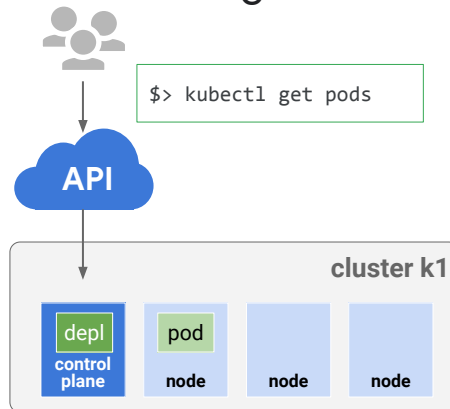 $> kubectl get pods
API
cluster k1
depl
pod
control
plane
node
node
node